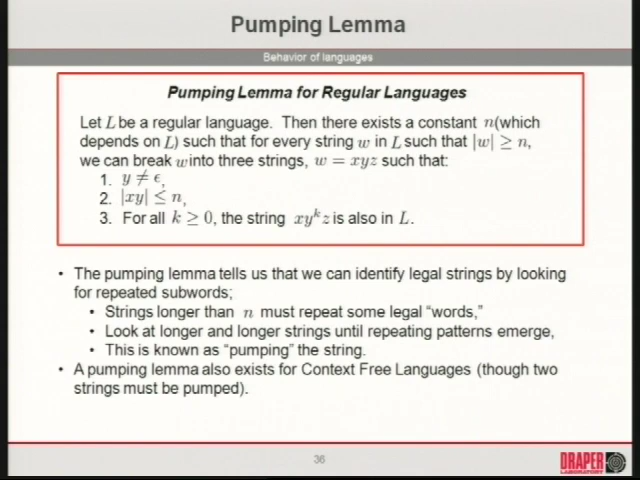 Pumping Lemma
Behavior of languages
Pumping Lemma for Regular Languages
Let L be a regular language. Then there exists a constant n(which
depends on L) such that for every string w in L such that |w| ≥ n,
we can break w into three strings, w = xyz such that:
1. y ≠ ϵ,
2. |xy| ≤ n,
3. For all k ≥ 0, the string xyᵏz is also in L.
• The pumping lemma tells us that we can identify legal strings by looking
for repeated subwords;
• Strings longer than n must repeat some legal “words,”
• Look at longer and longer strings until repeating patterns emerge,
• This is known as “pumping” the string.
• A pumping lemma also exists for Context Free Languages (though two
strings must be pumped).
36
DRAPER
LABORATORY